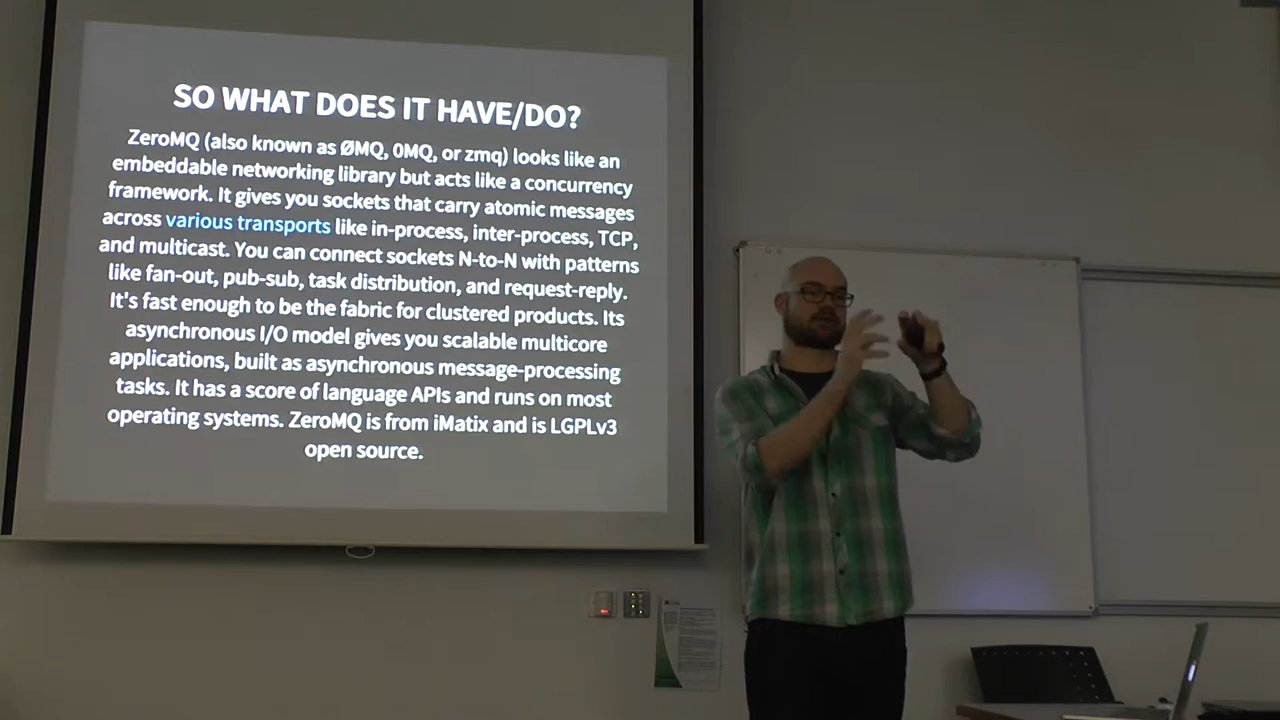 SO WHAT DOES IT HAVE/DO?
ZeroMQ (also known as ØMQ, 0MQ, or zmq) looks like an
embeddable networking library but acts like a concurrency
framework. It gives you sockets that carry atomic messages
across various transports like in-process, inter-process, TCP,
and multicast. You can connect sockets N-to-N with patterns
like fan-out, pub-sub, task distribution, and request-reply.
It's fast enough to be the fabric for clustered products. Its
asynchronous I/O model gives you scalable multicore
applications, built as asynchronous message-processing
tasks. It has a score of language APIs and runs on most
operating systems. ZeroMQ is from iMatix and is LGPLv3
open source.